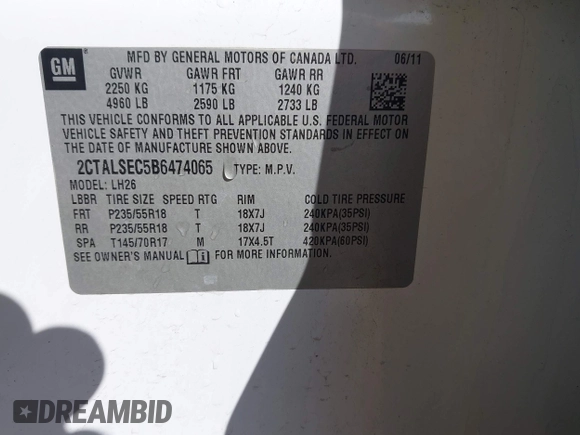 GM
MFD BY GENERAL MOTORS OF CANADA LTD. 06/11
GVWR GAWR FRT GAWR RR
2250 KG 1175 KG 1240 KG
4960 LB 2590 LB 2733 LB
THIS VEHICLE CONFORMS TO ALL APPLICABLE U.S. FEDERAL MOTOR
VEHICLE SAFETY AND THEFT PREVENTION STANDARDS IN EFFECT ON
THE DATE OF MANUFACTURE SHOWN ABOVE.
2CTALSEC5B6474065 TYPE: M.P.V.
MODEL: LH26
LBBR TIRE SIZE SPEED RTG RIM COLD TIRE PRESSURE
FRT P235/55R18 T 18X7J 240KPA(35PSI)
RR P235/55R18 T 18X7J 240KPA(35PSI)
SPA T145/70R17 M 17X4.5T 420KPA(60PSI)
SEE OWNER'S MANUAL FOR MORE INFORMATION.
DREAMBID